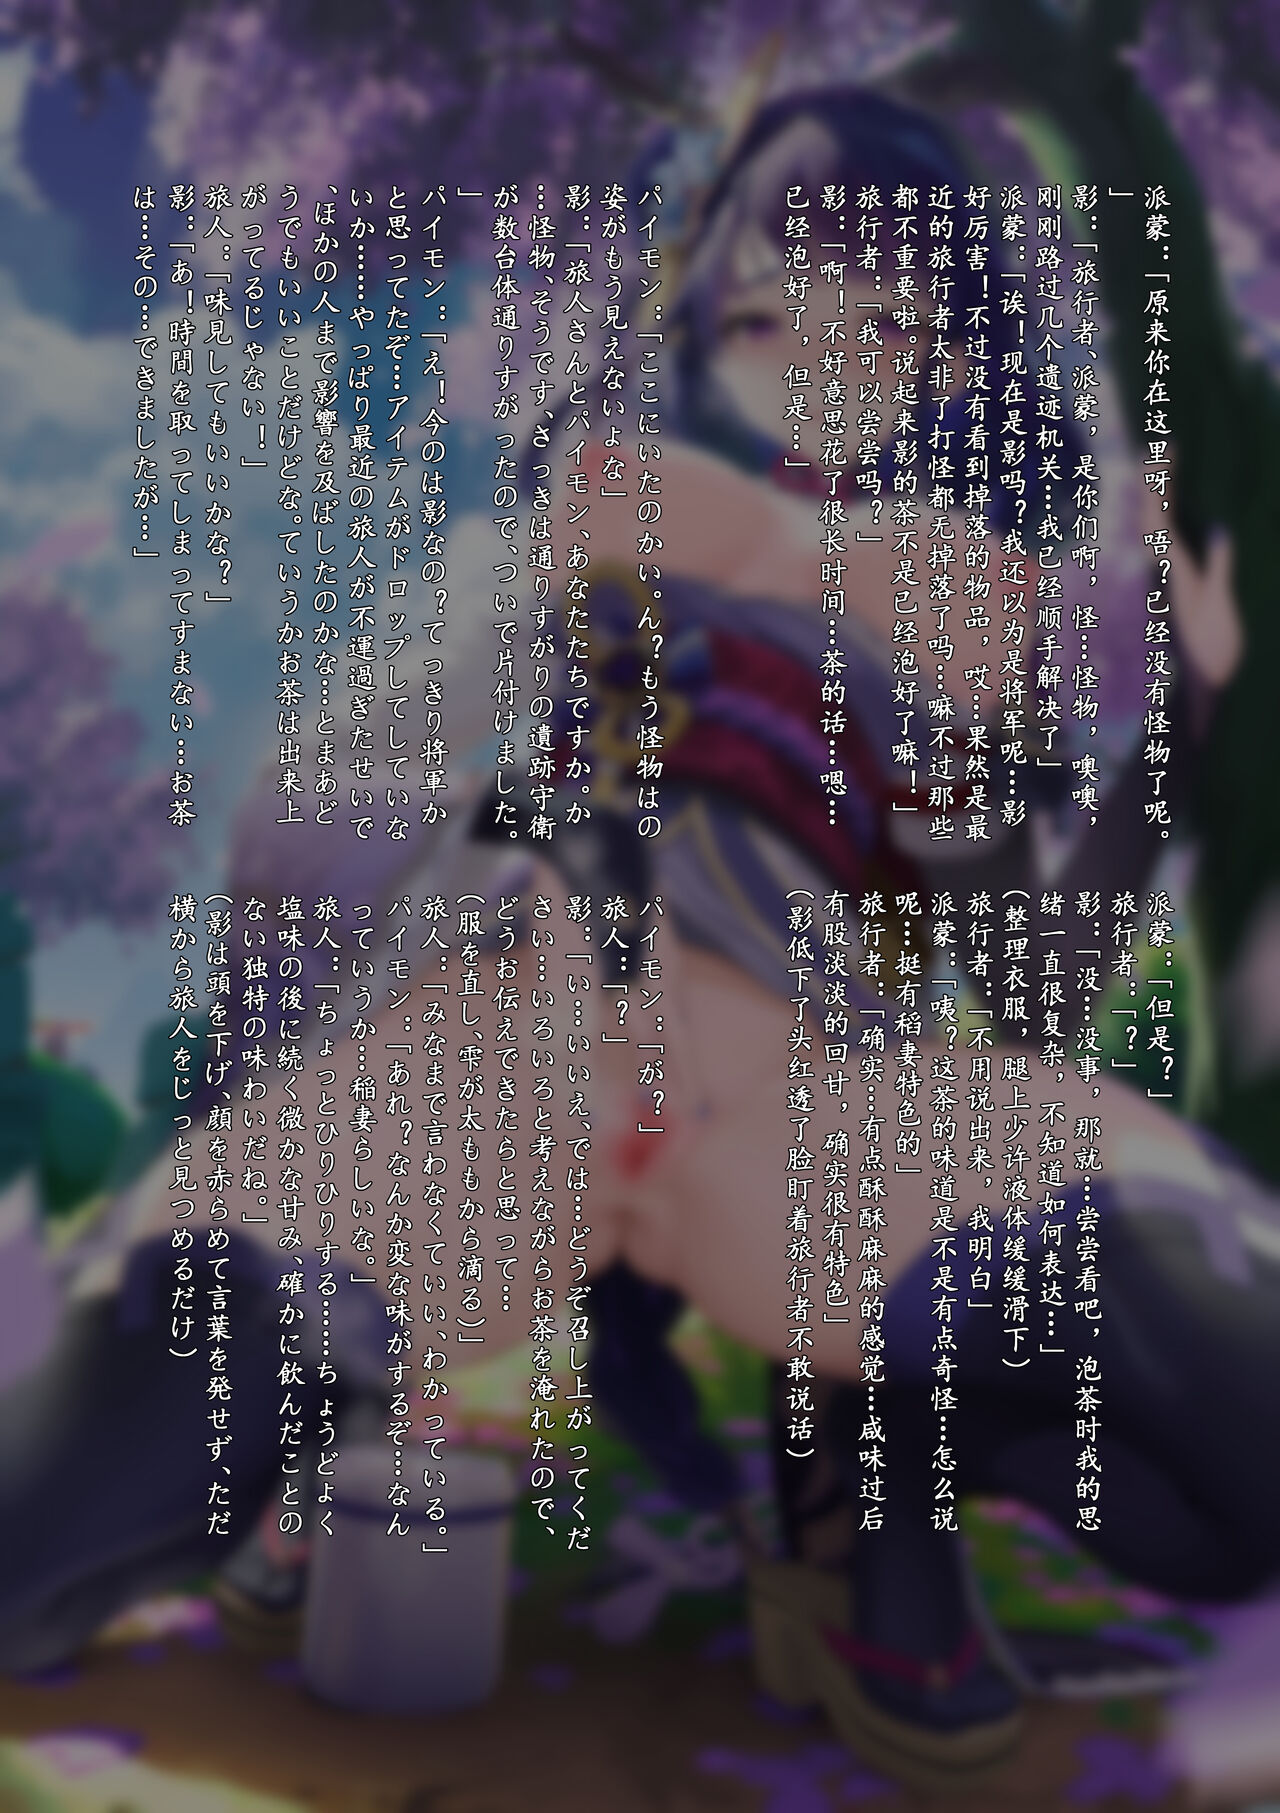 派蒙：「原来你在这里呀，唔？已经没有怪物了呢。
」
影：「旅行者、派蒙，是你们啊，怪…怪物，噢噢，
刚刚路过几个遗迹机关…我已经顺手解决了」
派蒙：「诶！现在是影吗？我还以为是将军呢…影
好厉害！不过没有看到掉落的物品，哎…果然是最
近的旅行者太非了打怪都无掉落了吗…嘛不过那些
都不重要啦。说起来影的茶不是已经泡好了嘛！」
旅行者：「我可以尝尝吗？」
影：「啊！不好意思花了很长时间…茶的话…嗯…
已经泡好了，但是…」
パイモン：「ここにいたのかい。ん？もう怪物はの
姿がもう見えないよな」
影：「旅人さんとパイモン、あなたたちですか。か
…怪物、そうです、さっきは通りすがりの遺跡守衛
が数台体通りすがったので、ついで片付けました。
」
パイモン：「え！今のは影なの？てっきり将軍か
と思ってたぞ…アイテムがドロップしてしていな
いか……やっぱり最近の旅人が不運過ぎたせいで
、ほかの人まで影響を及ばしたのかな…とまあど
うでもいいことだけどな。ていうかお茶は出来上
がってるじゃない！」
旅人：「味見してもいいかな？」
影：「あ！時間を取ってしまってすまない…お茶
は…その…できましたが…」
派蒙：「但是？」
旅行者：「？」
影：「没…没事，那就…尝尝看吧，泡茶时我的思
绪一直很复杂，不知道如何表达…」
（整理衣服，腿上少许液体缓缓滑下）
旅行者：「不用说出来，我明白」
派蒙：「咦？这茶的味道是不是有点奇怪…怎么说
呢…挺有稻妻特色的」
旅行者：「确实…有点酥酥麻麻的感觉…咸味过后
有股淡淡的回甘，确实很有特色」
（影低下了头红透了脸盯着旅行者不敢说话）
パイモン：「が？」
旅人：「？」
影：「い…いいえ、では…どうぞ召し上がってくだ
さい…いろいろと考えながらお茶を淹れたので、
どうお伝えできたらと思って…
（服を直し、雫が太ももから滴る）」
旅人：「みなまで言わなくていい、わかっている。」
パイモン：「あれ？なんか変な味がするぞ…なん
っていうか…稲妻らしいな。」
旅人：「ちょっとひりひりする……ちょうどよく
塩味の後に続く微かな甘み、確かに飲んだことの
ない独特の味わいだね。」
（影は頭を下げ、顔を赤らめて言葉を発せず、ただ
横から旅人をじっと見つめるだけ）